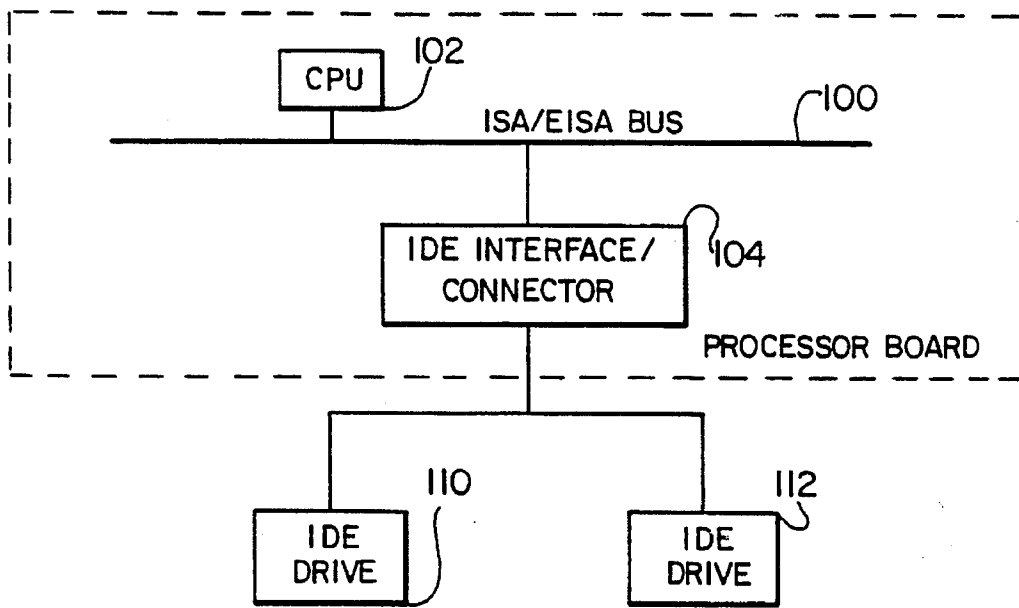 102
CPU
ISA/EISA BUS
100
IDE INTERFACE/
CONNECTOR
104
PROCESSOR BOARD
110
112
IDE
DRIVE
IDE
DRIVE